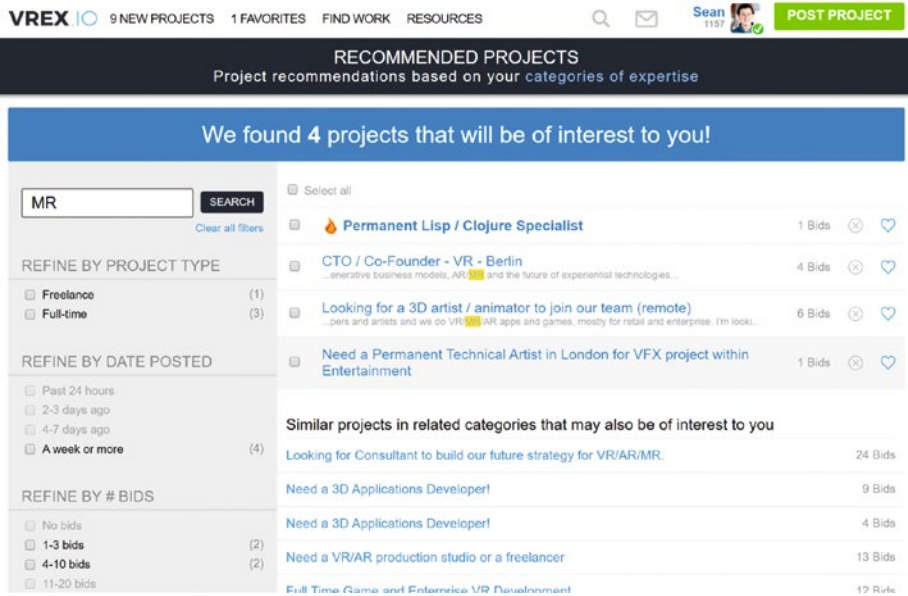 VREX.IO 9 NEW PROJECTS 1 FAVORITES FIND WORK RESOURCES Sean 1157 POST PROJECT
RECOMMENDED PROJECTS
Project recommendations based on your categories of expertise
We found 4 projects that will be of interest to you!
MR SEARCH
Clear all filters
REFINE BY PROJECT TYPE
Freelance (1)
Full-time (3)
REFINE BY DATE POSTED
Past 24 hours
2-3 days ago
4-7 days ago
A week or more (4)
REFINE BY # BIDS
No bids
1-3 bids (2)
4-10 bids (2)
11-20 bids
Select all
Permanent Lisp / Clojure Specialist 1 Bids
CTO / Co-Founder - VR - Berlin 4 Bids
...enerative business models, AR/MR and the future of experiential technologies...
Looking for a 3D artist / animator to join our team (remote) 6 Bids
...pers and artists and we do VR/MR/AR apps and games, mostly for retail and enterprise. I'm looki...
Need a Permanent Technical Artist in London for VFX project within 1 Bids
Entertainment
Similar projects in related categories that may also be of interest to you
Looking for Consultant to build our future strategy for VR/AR/MR. 24 Bids
Need a 3D Applications Developer! 9 Bids
Need a 3D Applications Developer! 4 Bids
Need a VR/AR production studio or a freelancer 13 Bids
Full Time Game and Enterprise VR Development 12 Bids